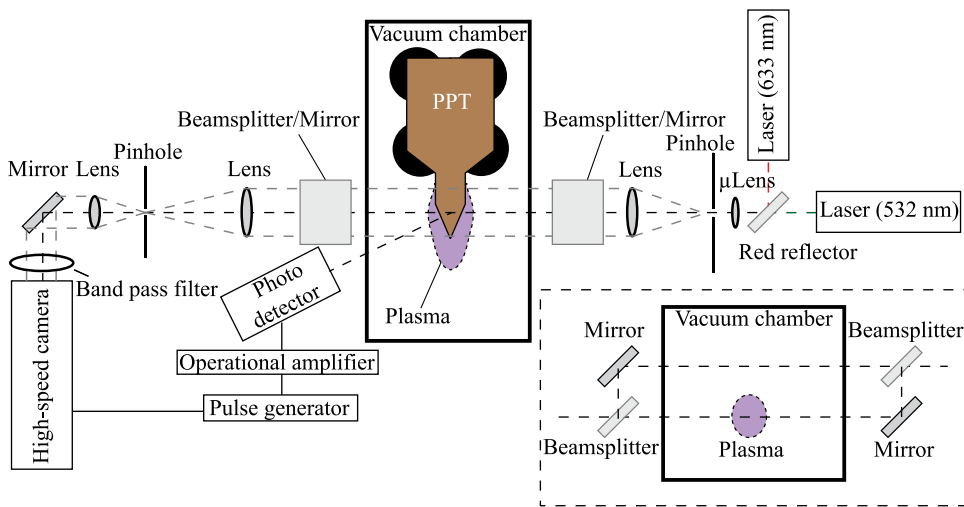 Vacuum chamber
PPT
Beamsplitter/Mirror
Beamsplitter/Mirror
Pinhole
Pinhole
Mirror
Lens
Lens
Lens
µLens
Laser (633 nm)
Laser (532 nm)
Red reflector
Band pass filter
Photo
detector
Plasma
Operational amplifier
Pulse generator
High-speed camera
Vacuum chamber
Mirror
Beamsplitter
Beamsplitter
Plasma
Mirror